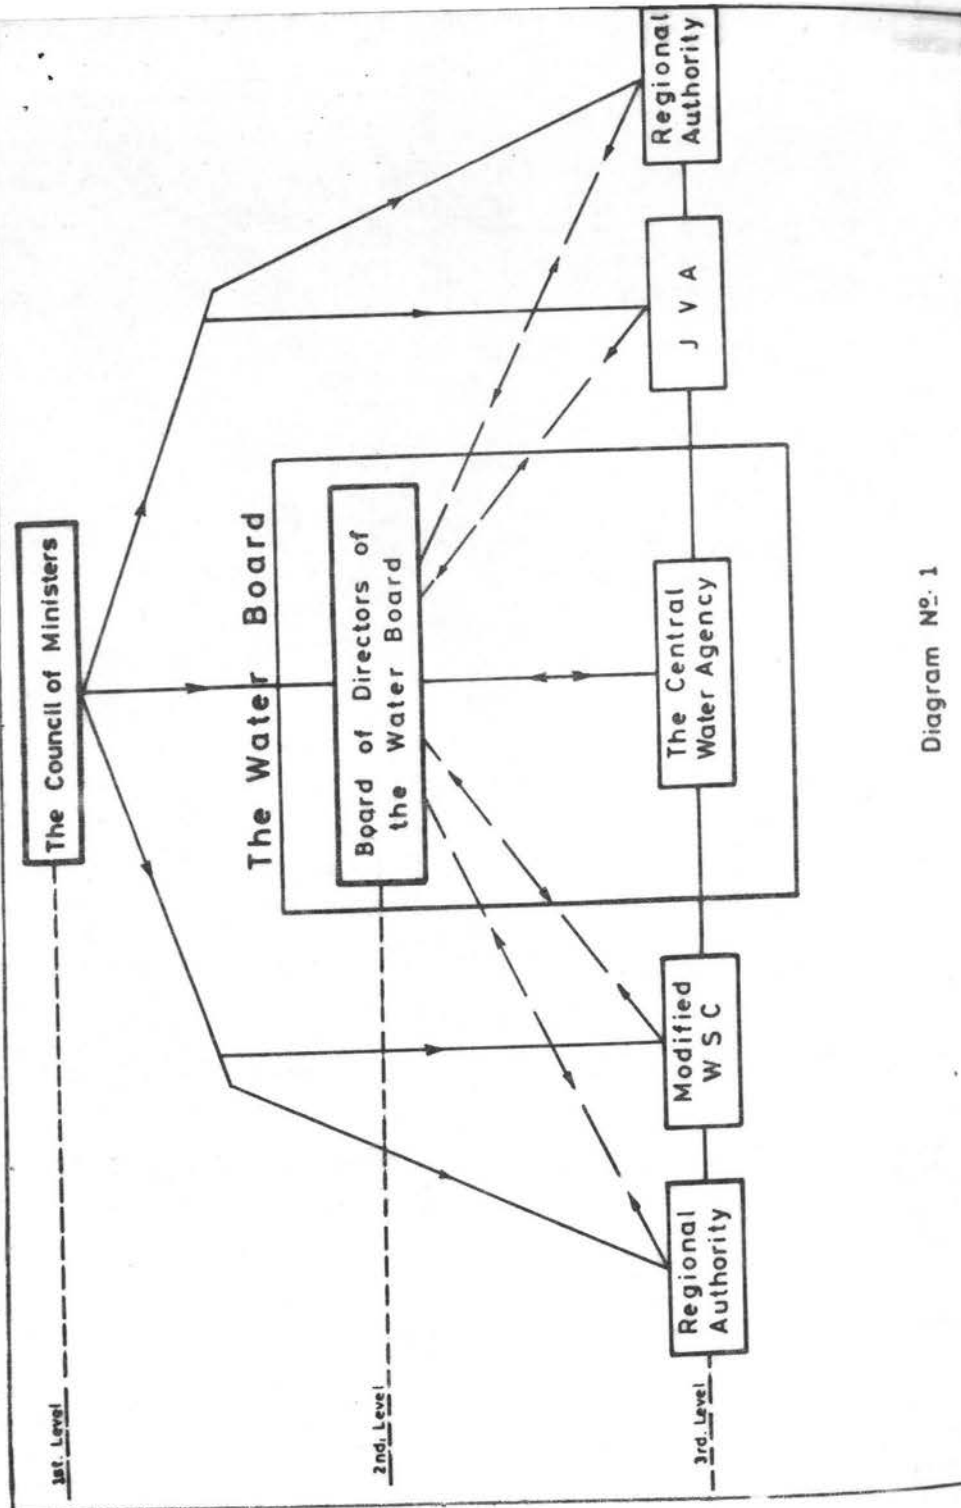 1st. Level
The Council of Ministers
The Water Board
2nd. Level
Board of Directors of
the Water Board
3rd. Level
Regional
Authority
Modified
W S C
The Central
Water Agency
J V A
Regional
Authority
Diagram Nº. 1